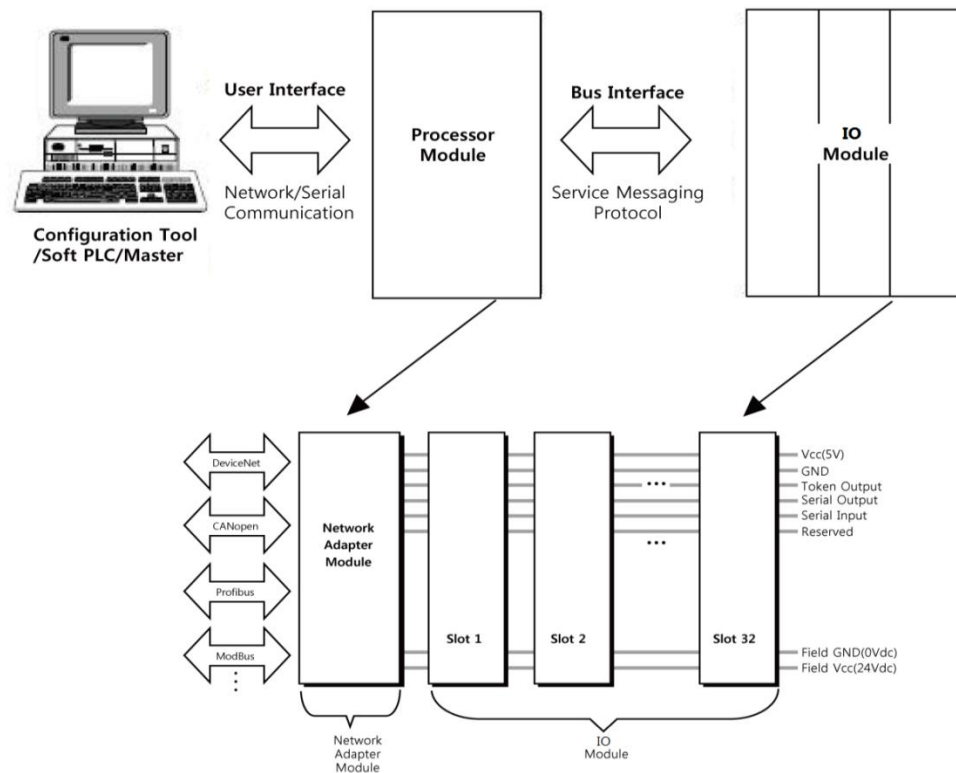 User Interface
Network/Serial
Communication
Configuration Tool
/Soft PLC/Master
Processor
Module
Bus Interface
Service Messaging
Protocol
IO
Module
DeviceNet
CANopen
Profibus
ModBus
Network
Adapter
Module
Slot 1
Slot 2
Slot 32
Vcc(5V)
GND
Token Output
Serial Output
Serial Input
Reserved
Field GND(0Vdc)
Field Vcc(24Vdc)
Network
Adapter
Module
IO
Module